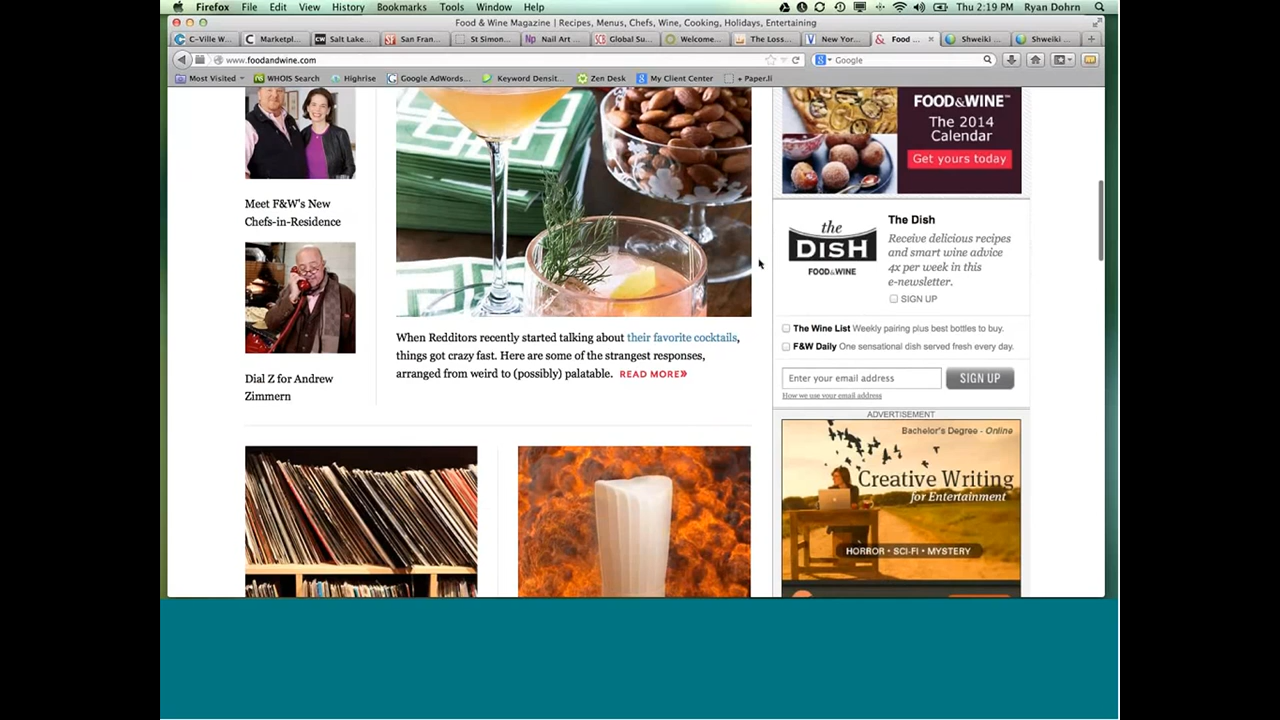 Firefox File Edit View History Bookmarks Tools Window Help Thu 2:19 PM Ryan Dohrn
Food & Wine Magazine | Recipes, Menus, Chefs, Wine, Cooking, Holidays, Entertaining
C-Ville W... Marketpl... Salt Lake... San Fran... St Simon... Nail Art ... Global Su... Welcome... The Loss... New Yor... Food ... Shweiki ... Shweiki ...
www.foodandwine.com Google
Most Visited WHOIS Search Highrise Google AdWords... Keyword Densit... Zen Desk My Client Center + Paper.li
Meet F&W's New
Chefs-in-Residence
Dial Z for Andrew
Zimmern
When Redditors recently started talking about their favorite cocktails,
things got crazy fast. Here are some of the strangest responses,
arranged from weird to (possibly) palatable. READ MORE»
FOOD&WINE™
The 2014
Calendar
Get yours today
the
DISH
FOOD&WINE
The Dish
Receive delicious recipes
and smart wine advice
4x per week in this
e-newsletter.
SIGN UP
The Wine List Weekly pairing plus best bottles to buy.
F&W Daily One sensational dish served fresh every day.
Enter your email address SIGN UP
How we use your email address
ADVERTISEMENT
Bachelor's Degree - Online
Creative Writing
for Entertainment
HORROR • SCI-FI • MYSTERY